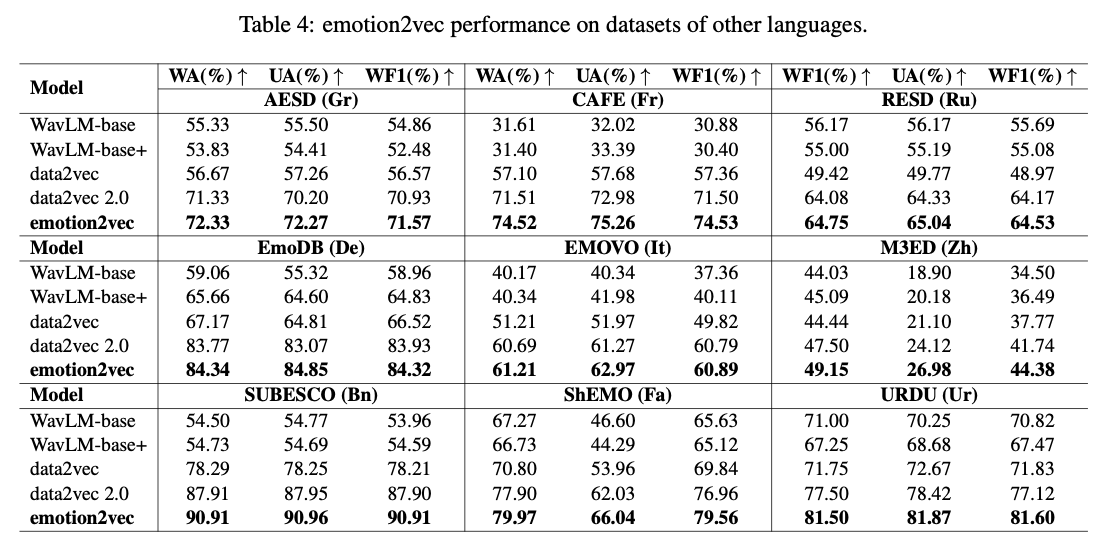 Table 4: emotion2vec performance on datasets of other languages.
Model WA(%) ↑ UA(%) ↑ WF1(%) ↑ WA(%) ↑ UA(%) ↑ WF1(%) ↑ WF1(%) ↑ UA(%) ↑ WF1(%) ↑
AESD (Gr) CAFE (Fr) RESD (Ru)
WavLM-base 55.33 55.50 54.86 31.61 32.02 30.88 56.17 56.17 55.69
WavLM-base+ 53.83 54.41 52.48 31.40 33.39 30.40 55.00 55.19 55.08
data2vec 56.67 57.26 56.57 57.10 57.68 57.36 49.42 49.77 48.97
data2vec 2.0 71.33 70.20 70.93 71.51 72.98 71.50 64.08 64.33 64.17
emotion2vec 72.33 72.27 71.57 74.52 75.26 74.53 64.75 65.04 64.53
Model EmoDB (De) EMOVO (It) M3ED (Zh)
WavLM-base 59.06 55.32 58.96 40.17 40.34 37.36 44.03 18.90 34.50
WavLM-base+ 65.66 64.60 64.83 40.34 41.98 40.11 45.09 20.18 36.49
data2vec 67.17 64.81 66.52 51.21 51.97 49.82 44.44 21.10 37.77
data2vec 2.0 83.77 83.07 83.93 60.69 61.27 60.79 47.50 24.12 41.74
emotion2vec 84.34 84.85 84.32 61.21 62.97 60.89 49.15 26.98 44.38
Model SUBESCO (Bn) ShEMO (Fa) URDU (Ur)
WavLM-base 54.50 54.77 53.96 67.27 46.60 65.63 71.00 70.25 70.82
WavLM-base+ 54.73 54.69 54.59 66.73 44.29 65.12 67.25 68.68 67.47
data2vec 78.29 78.25 78.21 70.80 53.96 69.84 71.75 72.67 71.83
data2vec 2.0 87.91 87.95 87.90 77.90 62.03 76.96 77.50 78.42 77.12
emotion2vec 90.91 90.96 90.91 79.97 66.04 79.56 81.50 81.87 81.60